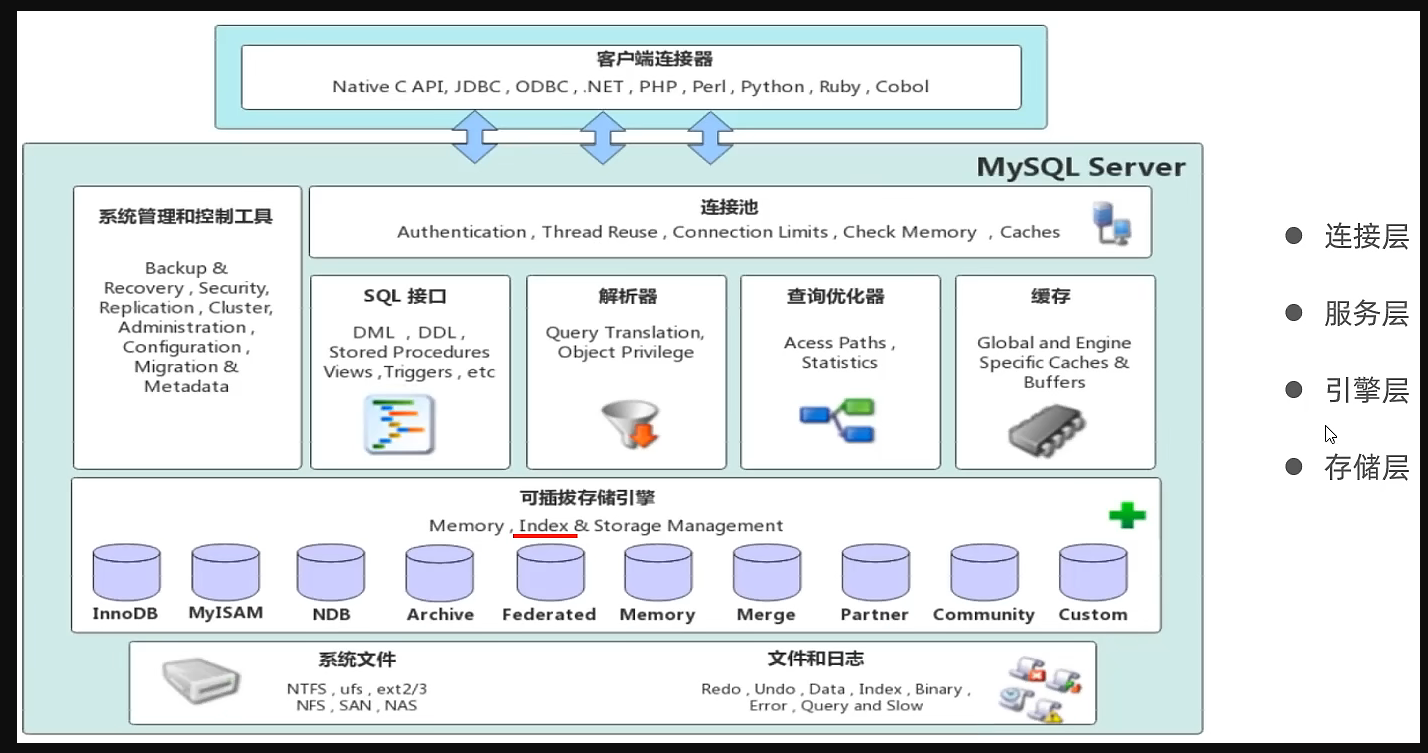 客户端连接器
Native C API, JDBC , ODBC , .NET , PHP , Perl , Python , Ruby , Cobol
MySQL Server
系统管理和控制工具
Backup &
Recovery , Security,
Replication , Cluster,
Administration ,
Configuration ,
Migration &
Metadata
连接池
Authentication , Thread Reuse , Connection Limits , Check Memory , Caches
SQL 接口
DML , DDL ,
Stored Procedures
Views ,Triggers , etc
解析器
Query Translation,
Object Privilege
查询优化器
Acess Paths ,
Statistics
缓存
Global and Engine
Specific Caches &
Buffers
可插拔存储引擎
Memory , Index & Storage Management
InnoDB
MyISAM
NDB
Archive
Federated
Memory
Merge
Partner
Community
Custom
系统文件
NTFS , ufs , ext2/3
NFS , SAN , NAS
文件和日志
Redo , Undo , Data , Index , Binary ,
Error , Query and Slow
连接层
服务层
引擎层
存储层